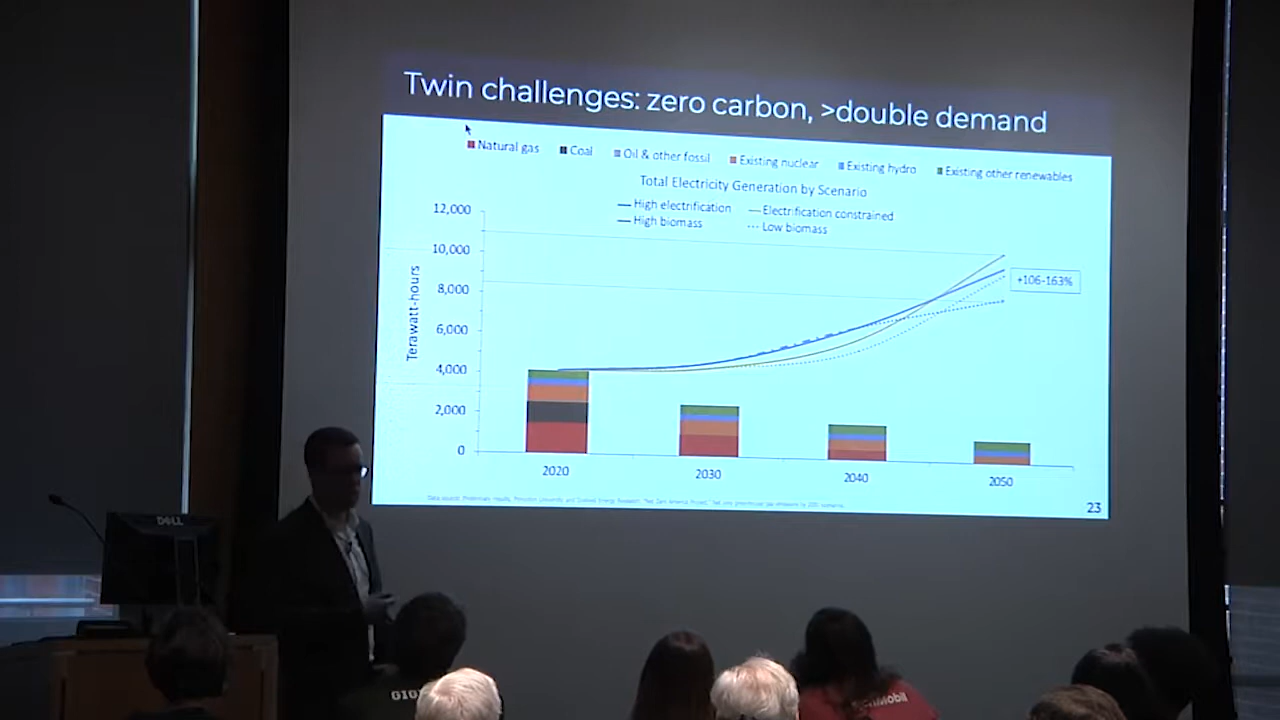 Twin challenges: zero carbon, >double demand
Natural gas Coal Oil & other fossil Existing nuclear Existing hydro Existing other renewables
Total Electricity Generation by Scenario
High electrification Electrification constrained
High biomass Low biomass
12,000
10,000
8,000
6,000
4,000
2,000
0
Terawatt-hours
+106-163%
2020 2030 2040 2050
23
DELL